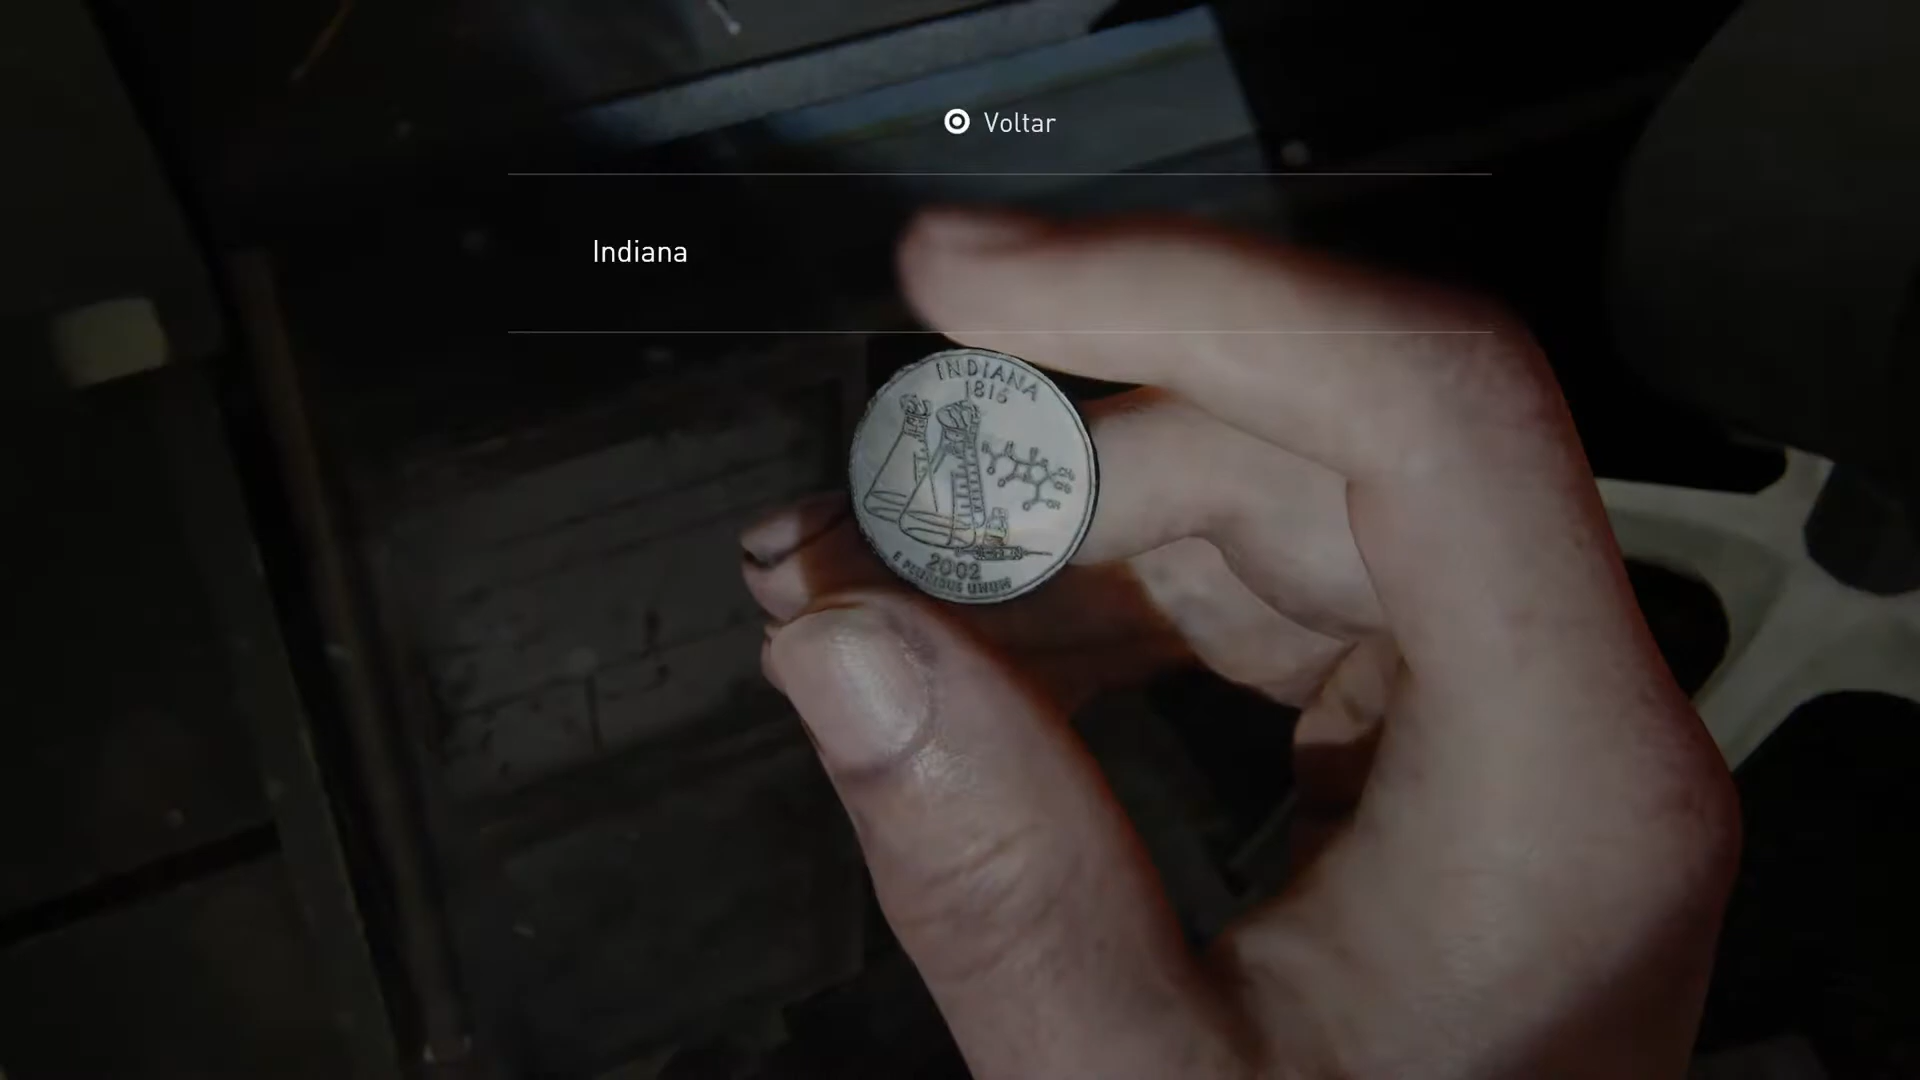 Voltar
Indiana
INDIANA
1816
2002
E PLURIBUS UNUM